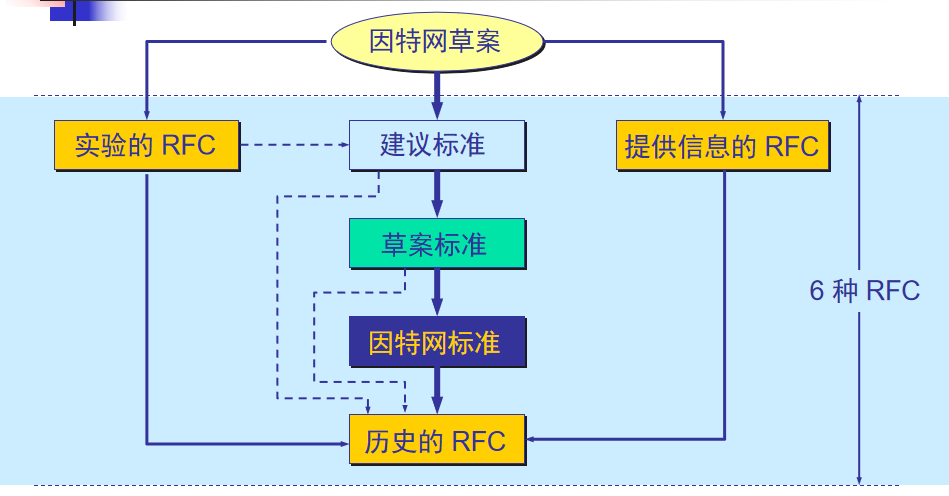 因特网草案
实验的 RFC
建议标准
提供信息的 RFC
草案标准
6 种 RFC
因特网标准
历史的 RFC